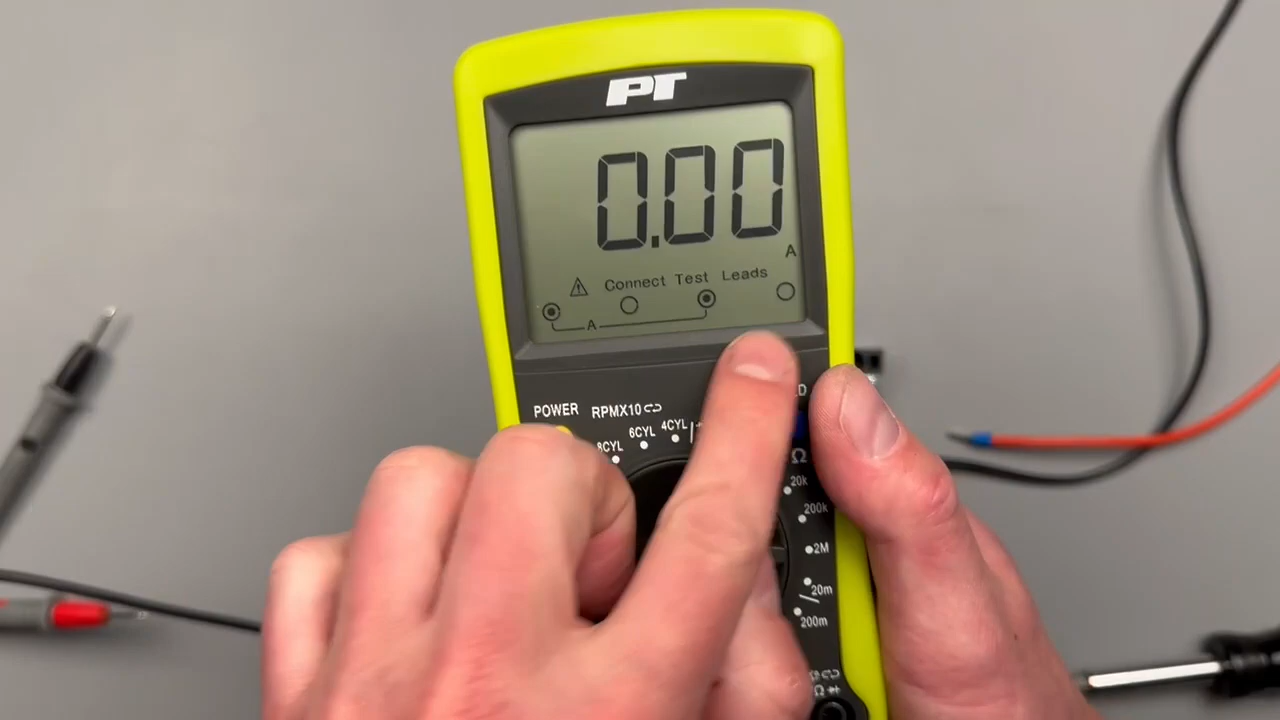 PT
0.00
A
⚠ Connect Test Leads
A
POWER RPMX10
8CYL 6CYL 4CYL
Ω
20k
200k
2M
20m
200m
Ω